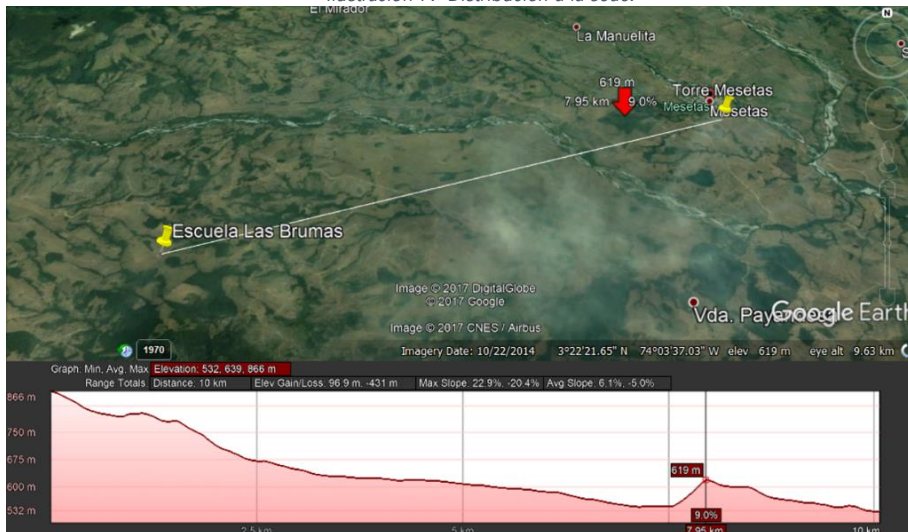 El Mirador
La Manuelita
619 m
7.95 km 9.0%
Torre Mesetas
Mesetas
Mesetas
Escuela Las Brumas
Image © 2017 DigitalGlobe
© 2017 Google
Image © 2017 CNES / Airbus
Vda.
Google Earth
N
1970
Imagery Date: 10/22/2014 3°22'21.65" N 74°03'37.03" W elev 619 m eye alt 9.63 km
Graph: Min, Avg, Max Elevation: 532, 639, 866 m
Range Totals: Distance: 10 km Elev Gain/Loss: 96.9 m, -431 m Max Slope: 22.9%, -20.4% Avg Slope: 6.1%, -5.0%
866 m
750 m
675 m
600 m
532 m
619 m
9.0%
2.5 km 5 km 7.95 km 10 km